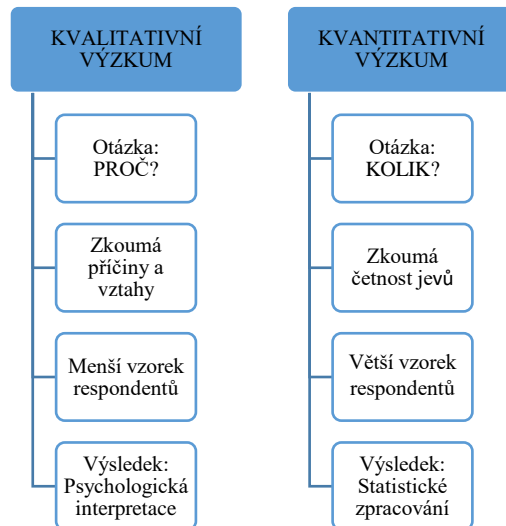 KVALITATIVNÍ
VÝZKUM
Otázka:
PROČ?
Zkoumá
příčiny a
vztahy
Menší vzorek
respondentů
Výsledek:
Psychologická
interpretace
KVANTITATIVNÍ
VÝZKUM
Otázka:
KOLIK?
Zkoumá
četnost jevů
Větší vzorek
respondentů
Výsledek:
Statistické
zpracování